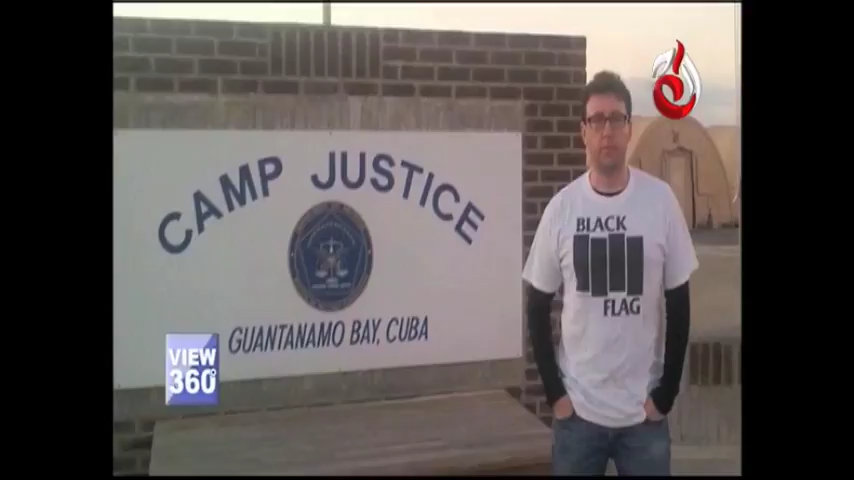 CAMP JUSTICE
GUANTANAMO BAY, CUBA
BLACK
FLAG
VIEW
360°